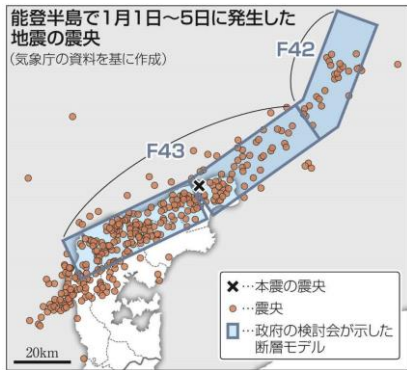 能登半島で1月1日～5日に発生した
地震の震央
(気象庁の資料を基に作成)
F42
F43
×…本震の震央
…震央
…政府の検討会が示した
断層モデル
20km